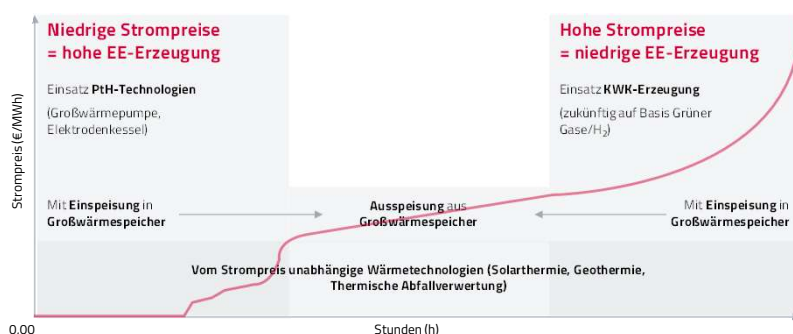 Niedrige Strompreise
= hohe EE-Erzeugung
Einsatz PtH-Technologien
(Großwärmepumpe,
Elektrodenkessel)
Hohe Strompreise
= niedrige EE-Erzeugung
Einsatz KWK-Erzeugung
(zukünftig auf Basis Grüner
Gase/H₂)
Strompreis (€/MWh)
Mit Einspeisung in
Großwärmespeicher
Ausspeisung aus
Großwärmespeicher
Mit Einspeisung in
Großwärmespeicher
Vom Strompreis unabhängige Wärmetechnologien (Solarthermie, Geothermie,
Thermische Abfallverwertung)
0.00
Stunden (h)